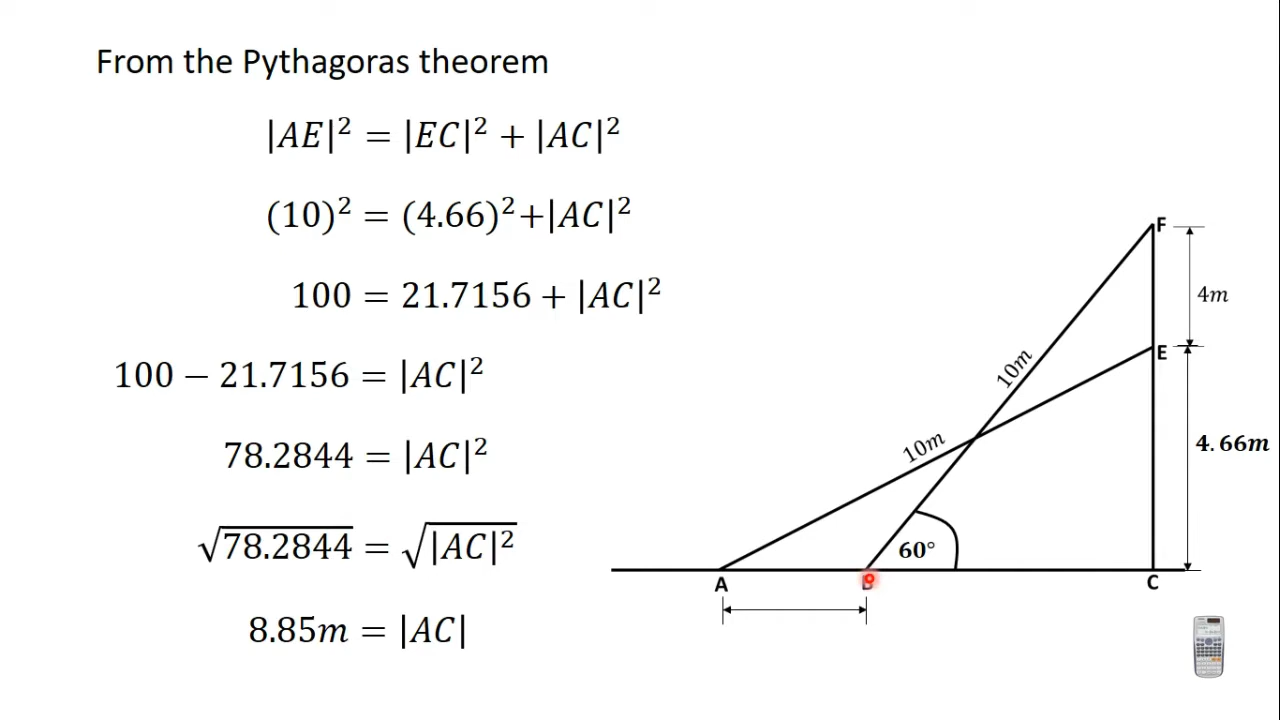 From the Pythagoras theorem
|AE|² = |EC|² + |AC|²
(10)² = (4.66)²+|AC|²
100 = 21.7156 + |AC|²
100 − 21.7156 = |AC|²
78.2844 = |AC|²
√78.2844 = √|AC|²
8.85m = |AC|
F
4m
E
10m
10m
4.66m
60°
A
B
C